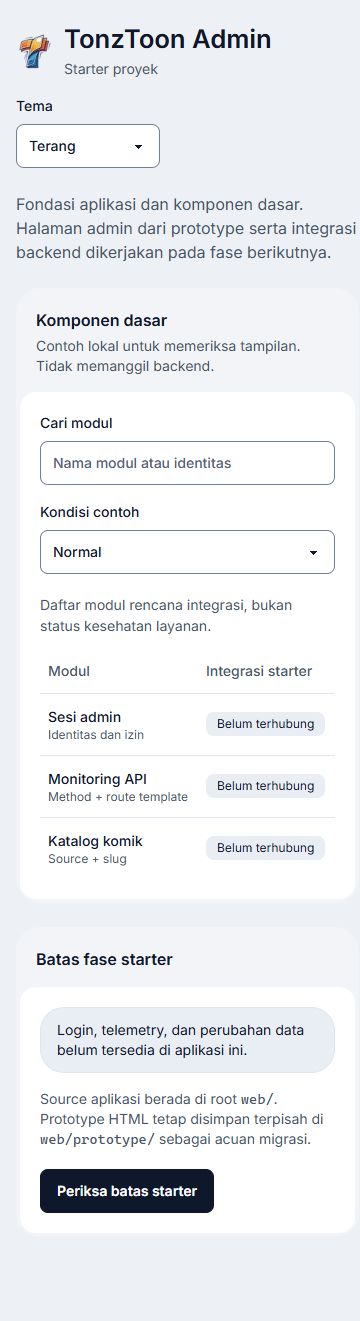 TonzToon Admin
Starter proyek
Tema
Terang
Fondasi aplikasi dan komponen dasar.
Halaman admin dari prototype serta integrasi
backend dikerjakan pada fase berikutnya.
Komponen dasar
Contoh lokal untuk memeriksa tampilan.
Tidak memanggil backend.
Cari modul
Nama modul atau identitas
Kondisi contoh
Normal
Daftar modul rencana integrasi, bukan
status kesehatan layanan.
Modul Integrasi starter
Sesi admin
Identitas dan izin
Belum terhubung
Monitoring API
Method + route template
Belum terhubung
Katalog komik
Source + slug
Belum terhubung
Batas fase starter
Login, telemetry, dan perubahan data
belum tersedia di aplikasi ini.
Source aplikasi berada di root web/.
Prototype HTML tetap disimpan terpisah di
web/prototype/ sebagai acuan migrasi.
Periksa batas starter